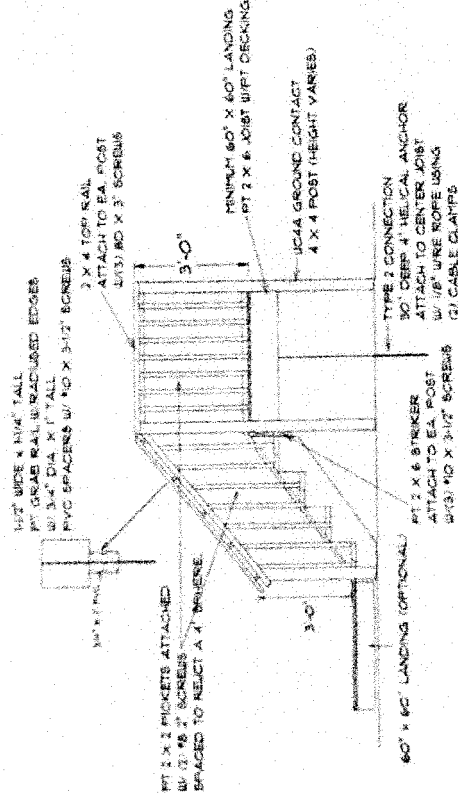 1-1/2" WIDE x 1-1/4" TALL
PT GRAB RAIL W/ RADIUSED EDGES
W/ 3/4" DIA X 1" TALL
PVC SPACERS W/ #10 X 3-1/2" SCREWS
2 X 4 TOP RAIL
ATTACH TO EA. POST
W/ (3) #10 X 3" SCREWS
3'-0"
MINIMUM 60" X 60" LANDING
PT 2 X 6 JOIST W/PT DECKING
UC4A GROUND CONTACT
4 X 4 POST (HEIGHT VARIES)
TYPE 2 CONNECTION
30" DEEP 4" HELICAL ANCHOR
ATTACH TO CENTER JOIST
W/ 1/8" WIRE ROPE USING
(2) CABLE CLAMPS
PT 2 X 2 PICKETS ATTACHED
W/ (2) #8 2" SCREWS
SPACED TO REJECT A 4" SPHERE
3'-0"
60" X 60" LANDING (OPTIONAL)
PT 2 X 6 STRIKER
ATTACH TO EA. POST
W/(3) #10 X 3-1/2" SCREWS